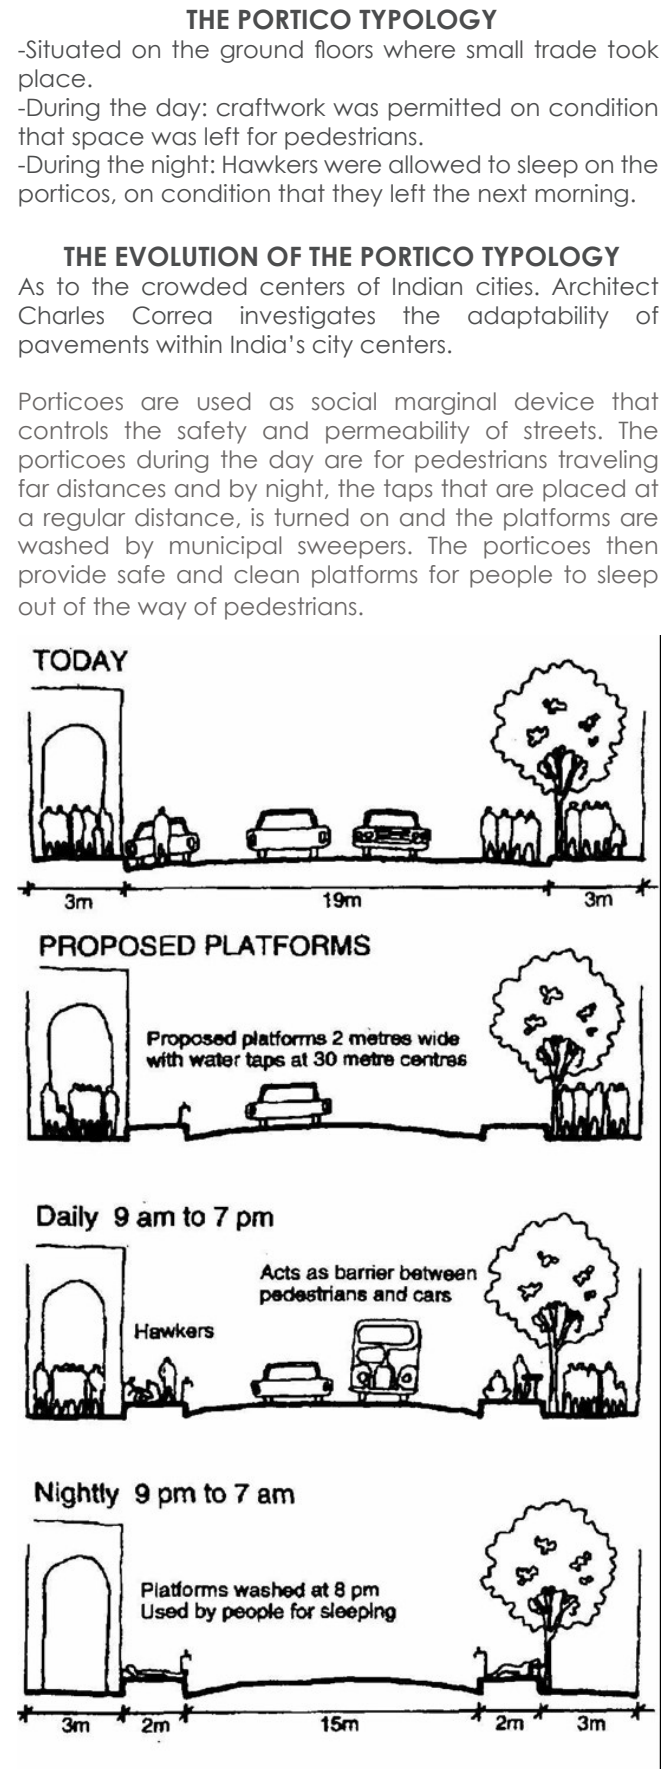 THE PORTICO TYPOLOGY
-Situated on the ground floors where small trade took
place.
-During the day: craftwork was permitted on condition
that space was left for pedestrians.
-During the night: Hawkers were allowed to sleep on the
porticos, on condition that they left the next morning.
THE EVOLUTION OF THE PORTICO TYPOLOGY
As to the crowded centers of Indian cities. Architect
Charles Correa investigates the adaptability of
pavements within India's city centers.
Porticoes are used as social marginal device that
controls the safety and permeability of streets. The
porticoes during the day are for pedestrians traveling
far distances and by night, the taps that are placed at
a regular distance, is turned on and the platforms are
washed by municipal sweepers. The porticoes then
provide safe and clean platforms for people to sleep
out of the way of pedestrians.
TODAY
3m 19m 3m
PROPOSED PLATFORMS
Proposed platforms 2 metres wide
with water taps at 30 metre centres
Daily 9 am to 7 pm
Acts as barrier between
pedestrians and cars
Hawkers
Nightly 9 pm to 7 am
Platforms washed at 8 pm
Used by people for sleeping
3m 2m 15m 2m 3m